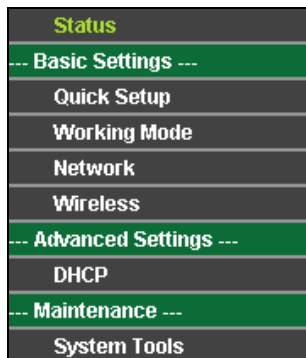 Status
--- Basic Settings ---
Quick Setup
Working Mode
Network
Wireless
--- Advanced Settings ---
DHCP
--- Maintenance ---
System Tools